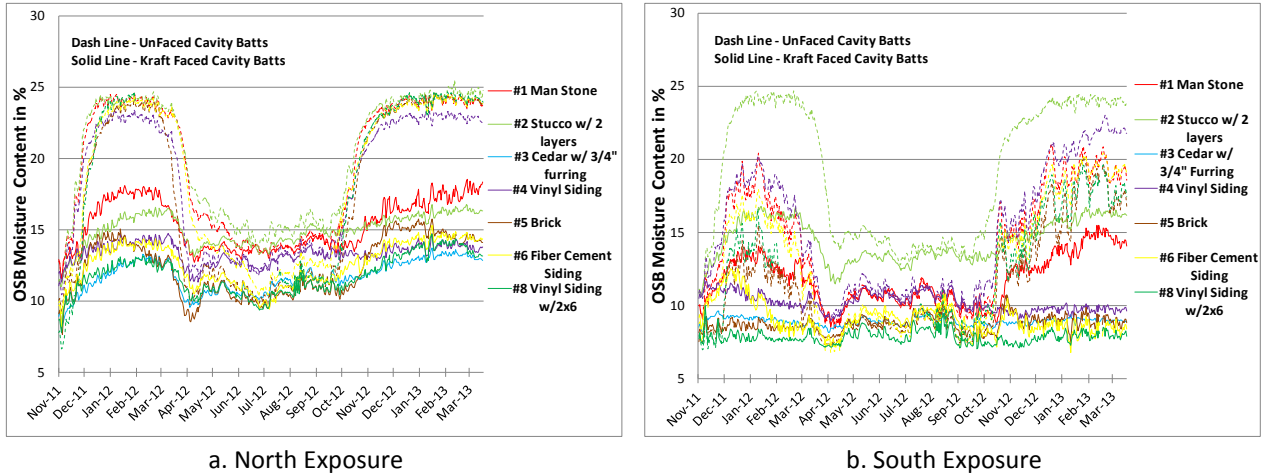 30
25
20
15
10
5
OSB Moisture Content in %
Dash Line - UnFaced Cavity Batts
Solid Line - Kraft Faced Cavity Batts
#1 Man Stone
#2 Stucco w/ 2
layers
#3 Cedar w/ 3/4"
furring
#4 Vinyl Siding
#5 Brick
#6 Fiber Cement
Siding
#8 Vinyl Siding
w/2x6
Nov-11
Dec-11
Jan-12
Feb-12
Mar-12
Apr-12
May-12
Jun-12
Jul-12
Aug-12
Sep-12
Oct-12
Nov-12
Dec-12
Jan-13
Feb-13
Mar-13
a. North Exposure
30
25
20
15
10
5
OSB Moisture Content in %
Dash Line - UnFaced Cavity Batts
Solid Line - Kraft Faced Cavity Batts
#1 Man Stone
#2 Stucco w/ 2
layers
#3 Cedar w/
3/4" Furring
#4 Vinyl Siding
#5 Brick
#6 Fiber Cement
Siding
#8 Vinyl Siding
w/2x6
Nov-11
Dec-11
Jan-12
Feb-12
Mar-12
Apr-12
May-12
Jun-12
Jul-12
Aug-12
Sep-12
Oct-12
Nov-12
Dec-12
Jan-13
Feb-13
Mar-13
b. South Exposure